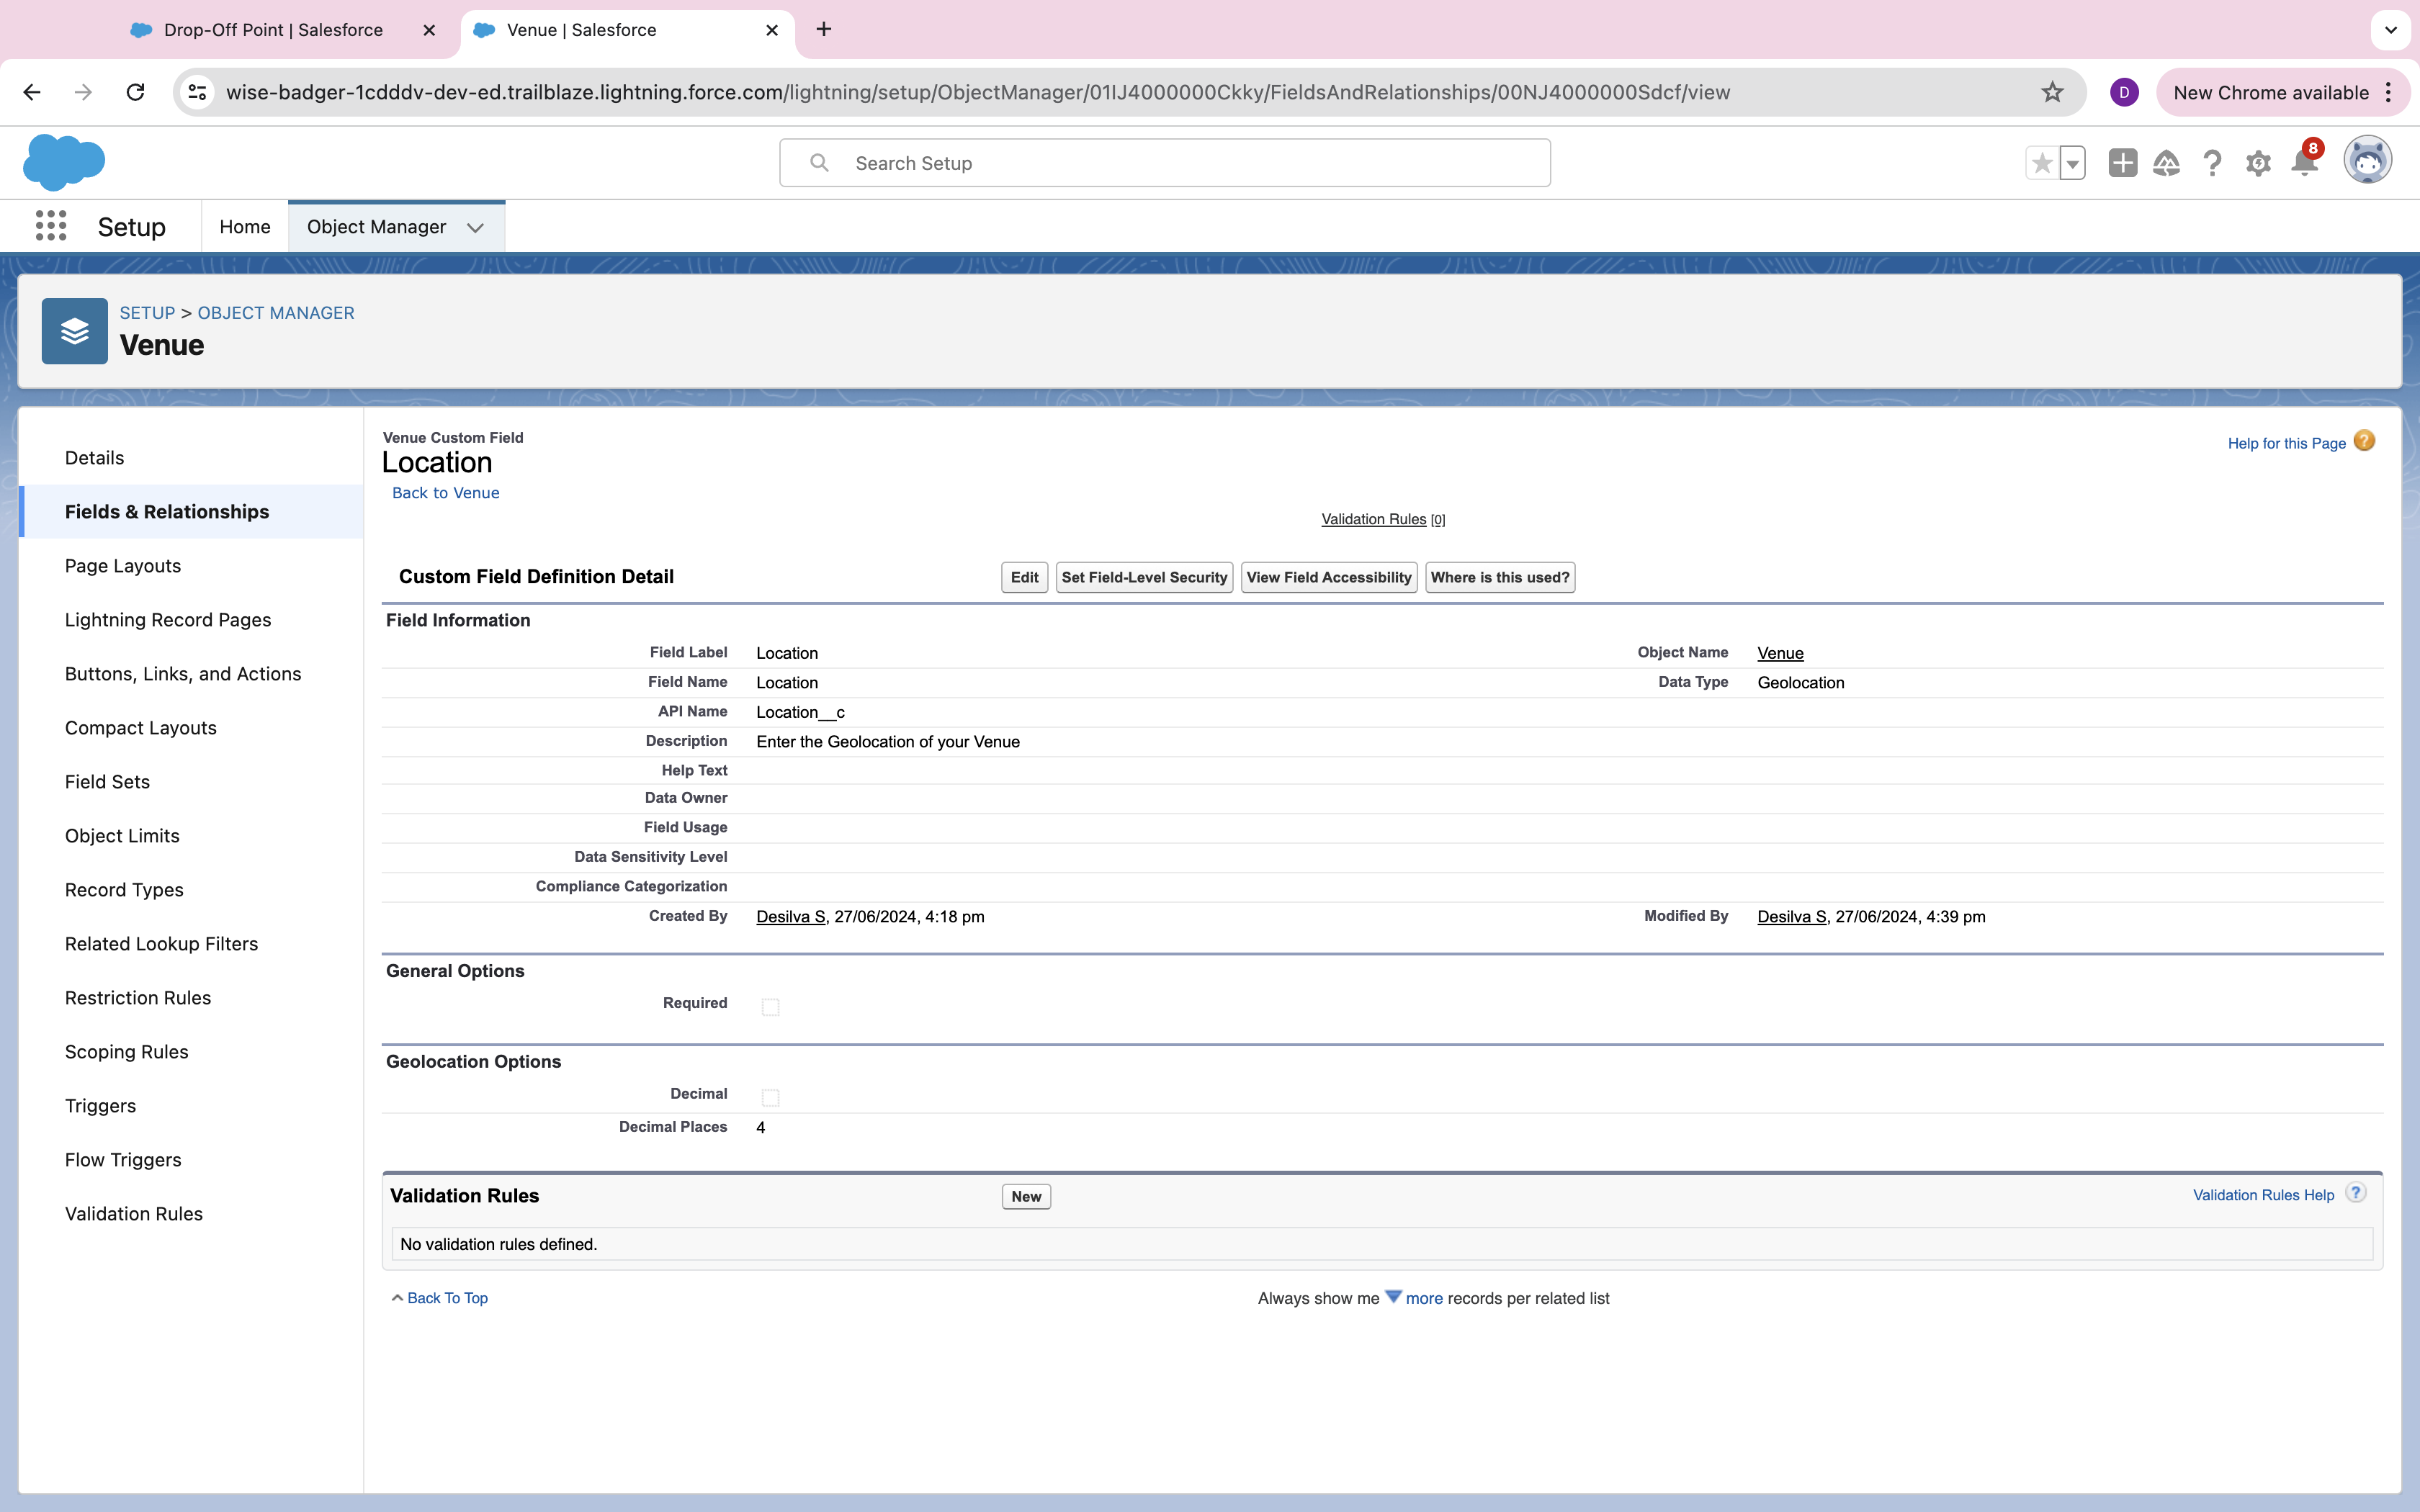 Drop-Off Point | Salesforce
Venue | Salesforce
wise-badger-1cdddv-dev-ed.trailblaze.lightning.force.com/lightning/setup/ObjectManager/01IJ4000000Ckky/FieldsAndRelationships/00NJ4000000Sdcf/view
D
New Chrome available
Search Setup
8
Setup
Home
Object Manager
SETUP > OBJECT MANAGER
Venue
Details
Fields & Relationships
Page Layouts
Lightning Record Pages
Buttons, Links, and Actions
Compact Layouts
Field Sets
Object Limits
Record Types
Related Lookup Filters
Restriction Rules
Scoping Rules
Triggers
Flow Triggers
Validation Rules
Venue Custom Field
Location
Back to Venue
Help for this Page ?
Validation Rules [0]
Custom Field Definition Detail
Edit
Set Field-Level Security
View Field Accessibility
Where is this used?
Field Information
Field Label Location
Object Name Venue
Field Name Location
Data Type Geolocation
API Name Location__c
Description Enter the Geolocation of your Venue
Help Text
Data Owner
Field Usage
Data Sensitivity Level
Compliance Categorization
Created By Desilva S, 27/06/2024, 4:18 pm
Modified By Desilva S, 27/06/2024, 4:39 pm
General Options
Required
Geolocation Options
Decimal
Decimal Places 4
Validation Rules
New
Validation Rules Help ?
No validation rules defined.
Back To Top
Always show me more records per related list